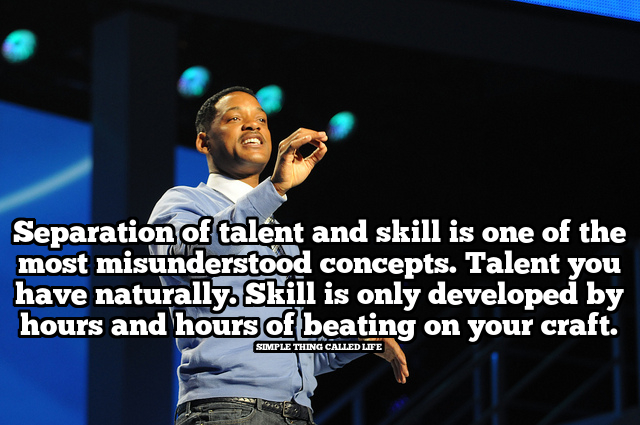 Separation of talent and skill is one of the
most misunderstood concepts. Talent you
have naturally. Skill is only developed by
hours and hours of beating on your craft.
SIMPLE THING CALLED LIFE